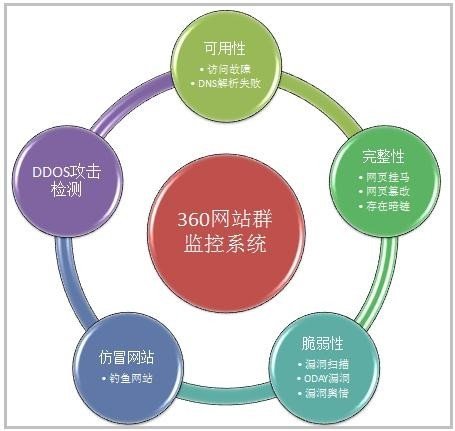 可用性
• 访问故障
• DNS解析失败
完整性
• 网页挂马
• 网页篡改
• 存在暗链
脆弱性
• 漏洞扫描
• 0DAY漏洞
• 漏洞舆情
仿冒网站
• 钓鱼网站
DDOS攻击
检测
360网站群
监控系统